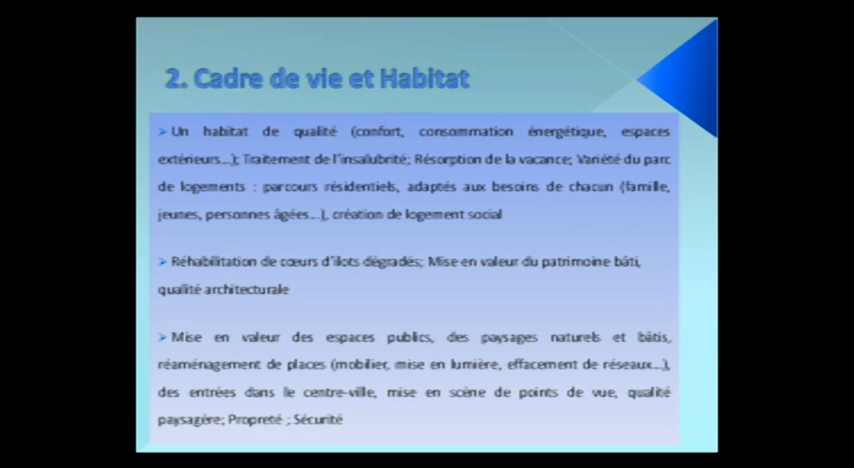 2. Cadre de vie et Habitat
➢Un habitat de qualité (confort, consommation énergétique, espaces
extérieurs...); Traitement de l'insalubrité; Résorption de la vacance; Variété du parc
de logements : parcours résidentiels, adaptés aux besoins de chacun (famille,
jeunes, personnes âgées...), création de logement social
➢Réhabilitation de cœurs d'îlots dégradés; Mise en valeur du patrimoine bâti,
qualité architecturale
➢Mise en valeur des espaces publics, des paysages naturels et bâtis,
réaménagement de places (mobilier, mise en lumière, effacement de réseaux...),
des entrées dans le centre-ville, mise en scène de points de vue, qualité
paysagère; Propreté ; Sécurité